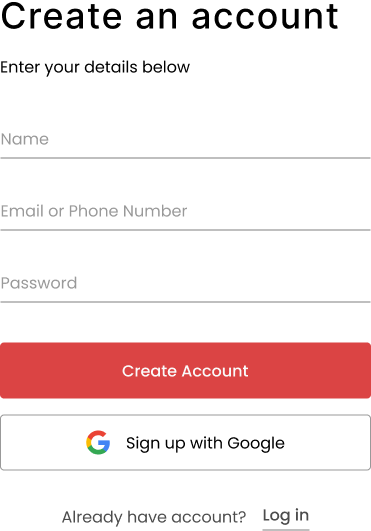 Create an account
Enter your details below
Name
Email or Phone Number
Password
Create Account
Sign up with Google
Already have account? Log in